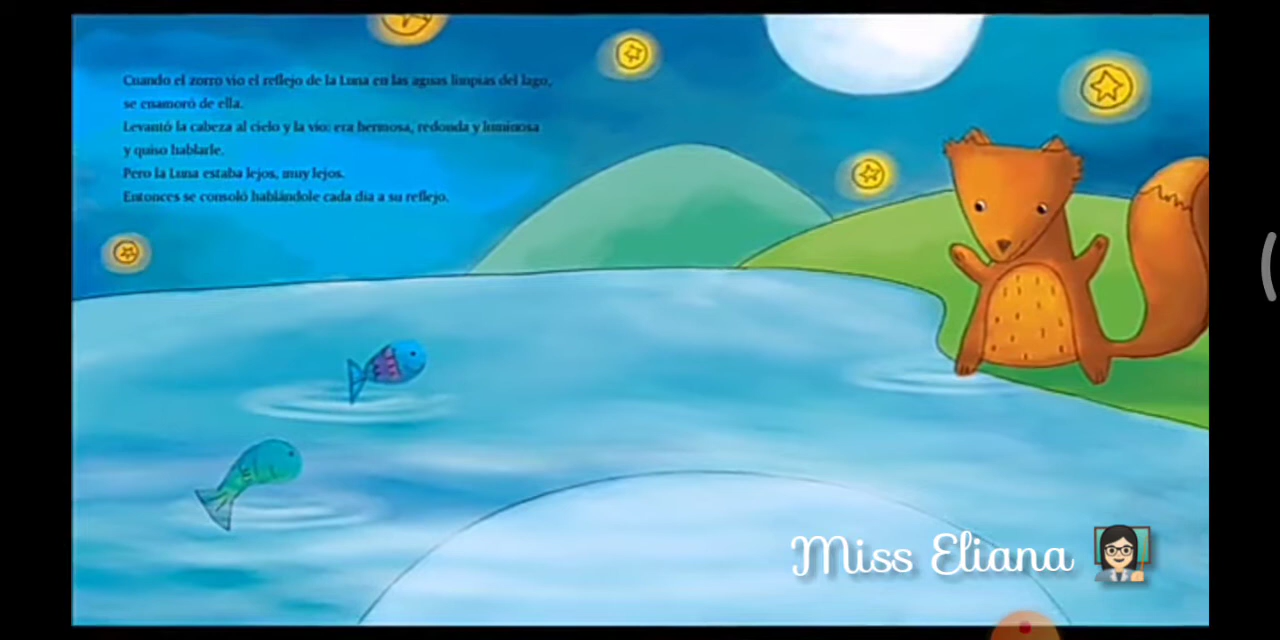 Cuando el zorro vio el reflejo de la Luna en las aguas limpias del lago,
se enamoró de ella.
Levantó la cabeza al cielo y la vio: era hermosa, redonda y luminosa
y quiso hablarle.
Pero la Luna estaba lejos, muy lejos.
Entonces se consoló hablándole cada día a su reflejo.
Miss Eliana